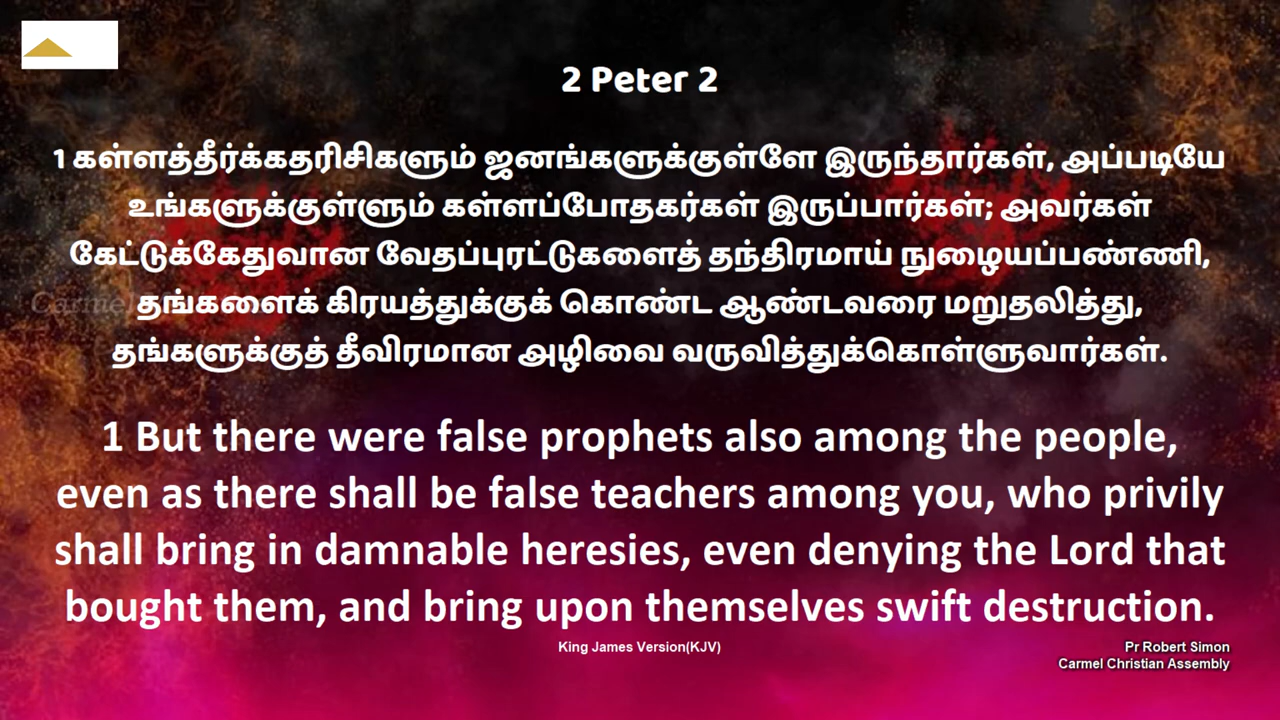 2 Peter 2
1 கள்ளத்தீர்க்கதரிசிகளும் ஜனங்களுக்குள்ளே இருந்தார்கள், அப்படியே
உங்களுக்குள்ளும் கள்ளப்போதகர்கள் இருப்பார்கள்; அவர்கள்
கேட்டுக்கேதுவான வேதப்புரட்டுகளைத் தந்திரமாய் நுழையப்பண்ணி,
Carmel
தங்களைக் கிரயத்துக்குக் கொண்ட ஆண்டவரை மறுதலித்து,
தங்களுக்குத் தீவிரமான அழிவை வருவித்துக்கொள்ளுவார்கள்.
1 But there were false prophets also among the people,
even as there shall be false teachers among you, who privily
shall bring in damnable heresies, even denying the Lord that
bought them, and bring upon themselves swift destruction.
King James Version(KJV)
Pr Robert Simon
Carmel Christian Assembly